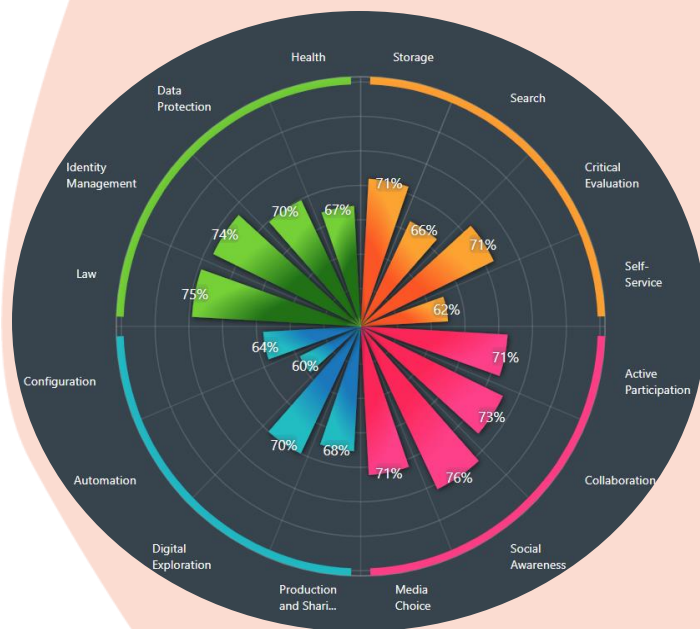 Health
Storage
Data
Protection
Search
Identity
Management
Critical
Evaluation
Law
Self-
Service
71%
66%
71%
62%
67%
70%
74%
75%
64%
60%
70%
68%
71%
73%
76%
71%
Configuration
Active
Participation
Automation
Collaboration
Digital
Exploration
Social
Awareness
Production
and Shari...
Media
Choice